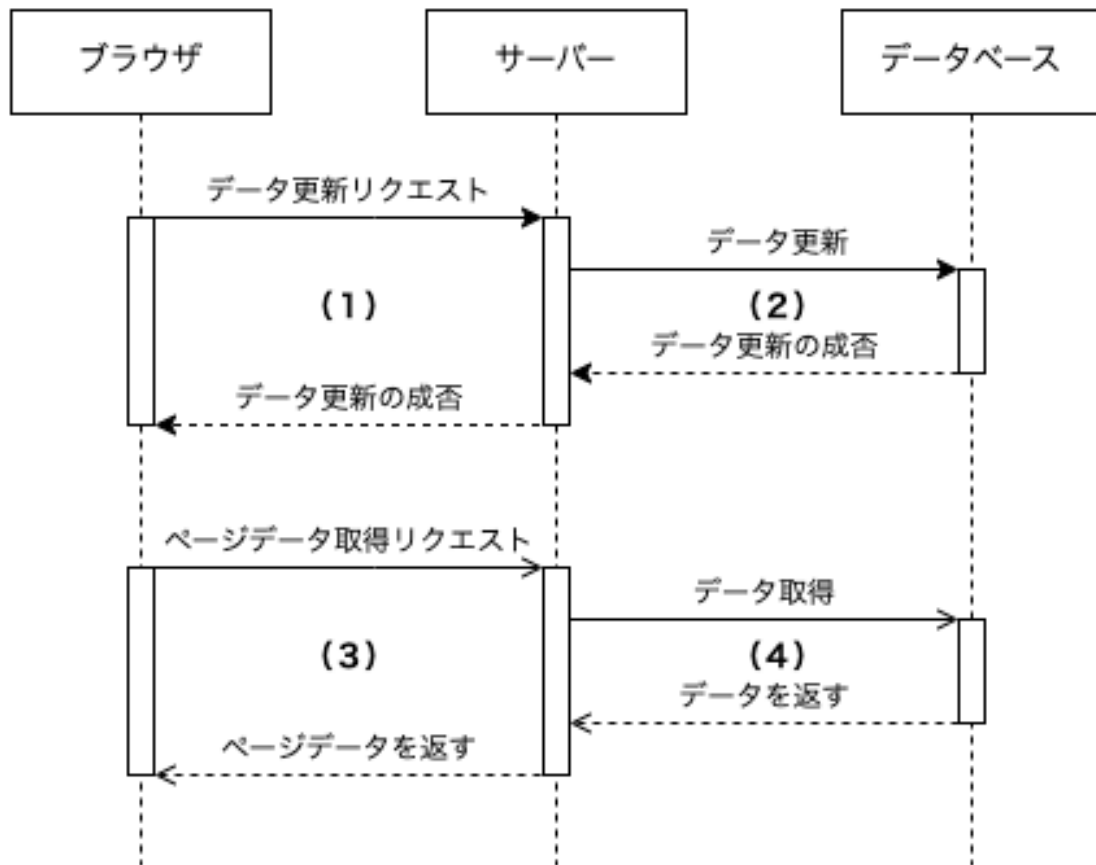 ブラウザ
サーバー
データベース
データ更新リクエスト
データ更新
（1）
（2）
データ更新の成否
データ更新の成否
ページデータ取得リクエスト
データ取得
（3）
（4）
データを返す
ページデータを返す